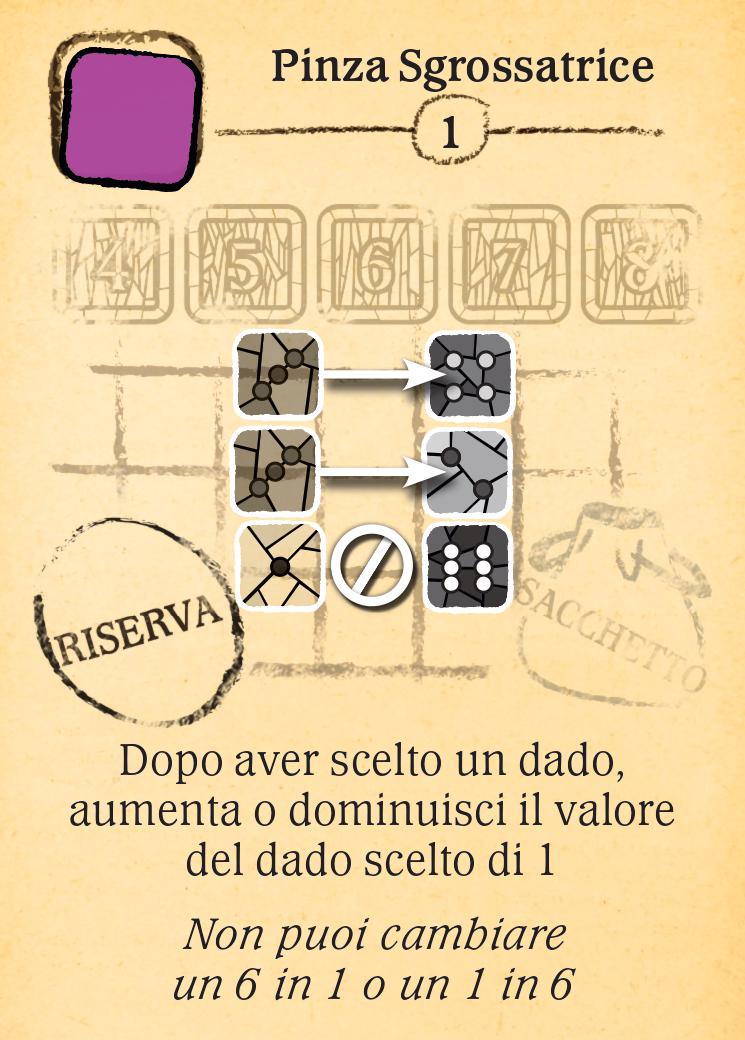 Pinza Sgrossatrice
1
4 5 6 7 8
RISERVA
SACCHETTO
Dopo aver scelto un dado,
aumenta o dominuisci il valore
del dado scelto di 1
Non puoi cambiare
un 6 in 1 o un 1 in 6